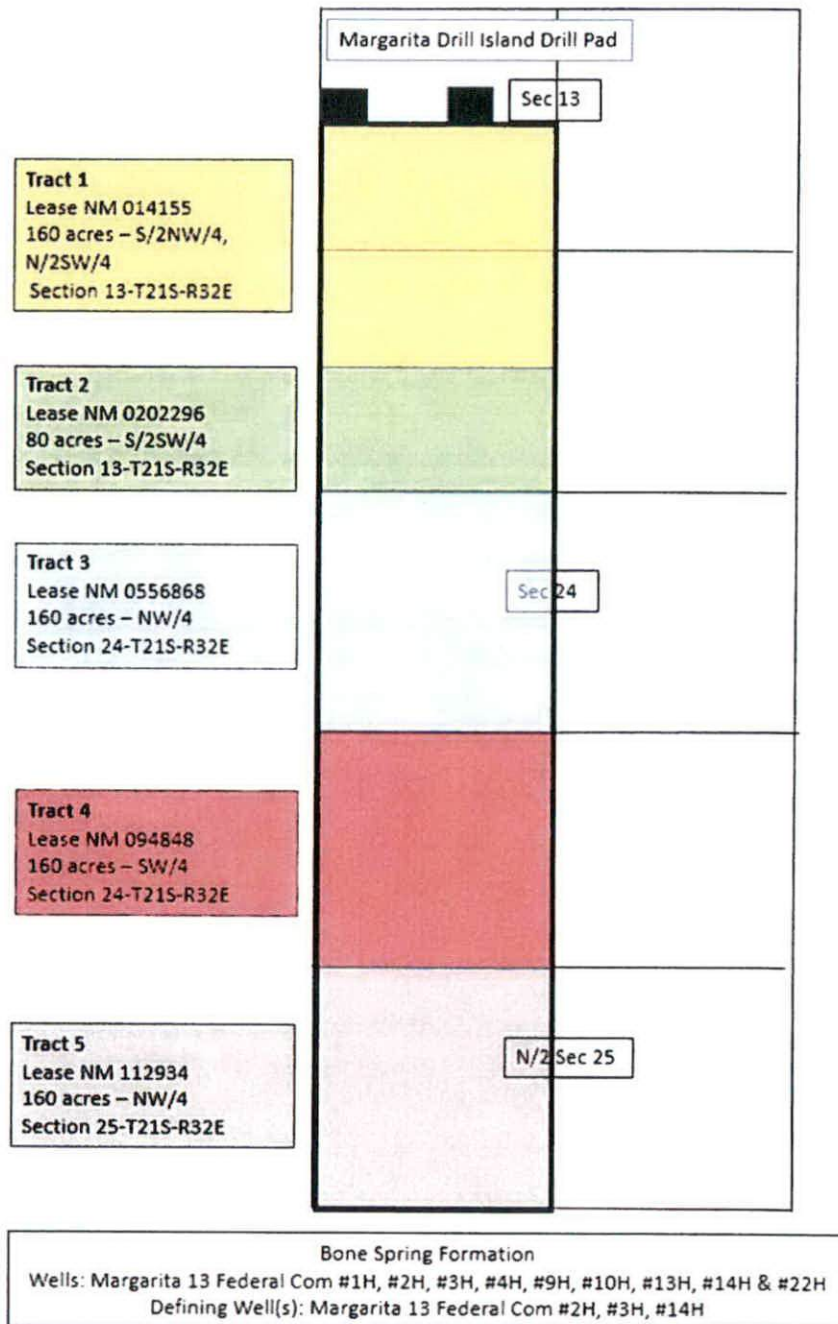 Margarita Drill Island Drill Pad
Sec 13
Tract 1
Lease NM 014155
160 acres – S/2NW/4,
N/2SW/4
Section 13-T21S-R32E
Tract 2
Lease NM 0202296
80 acres – S/2SW/4
Section 13-T21S-R32E
Tract 3
Lease NM 0556868
160 acres – NW/4
Section 24-T21S-R32E
Sec 24
Tract 4
Lease NM 094848
160 acres – SW/4
Section 24-T21S-R32E
Tract 5
Lease NM 112934
160 acres – NW/4
Section 25-T21S-R32E
N/2 Sec 25
Bone Spring Formation
Wells: Margarita 13 Federal Com #1H, #2H, #3H, #4H, #9H, #10H, #13H, #14H & #22H
Defining Well(s): Margarita 13 Federal Com #2H, #3H, #14H